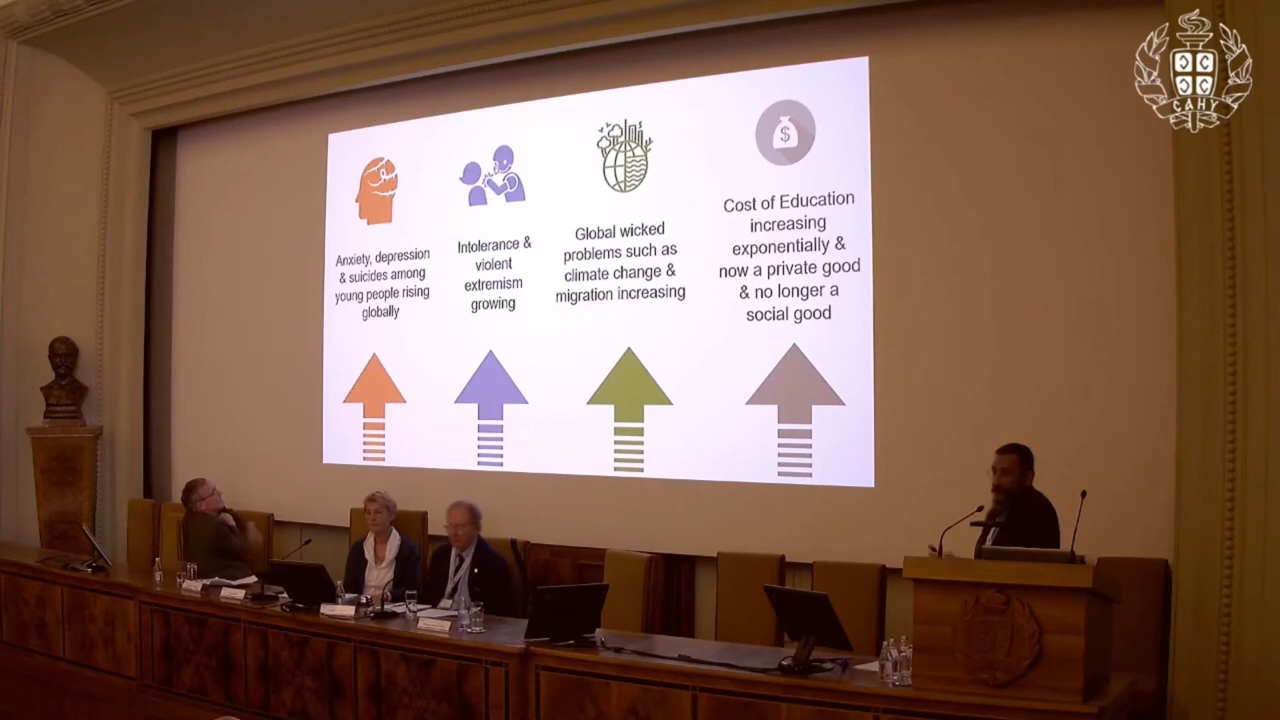 Anxiety, depression
& suicides among
young people rising
globally
Intolerance &
violent
extremism
growing
Global wicked
problems such as
climate change &
migration increasing
$
Cost of Education
increasing
exponentially &
now a private good
& no longer a
social good
САНУ